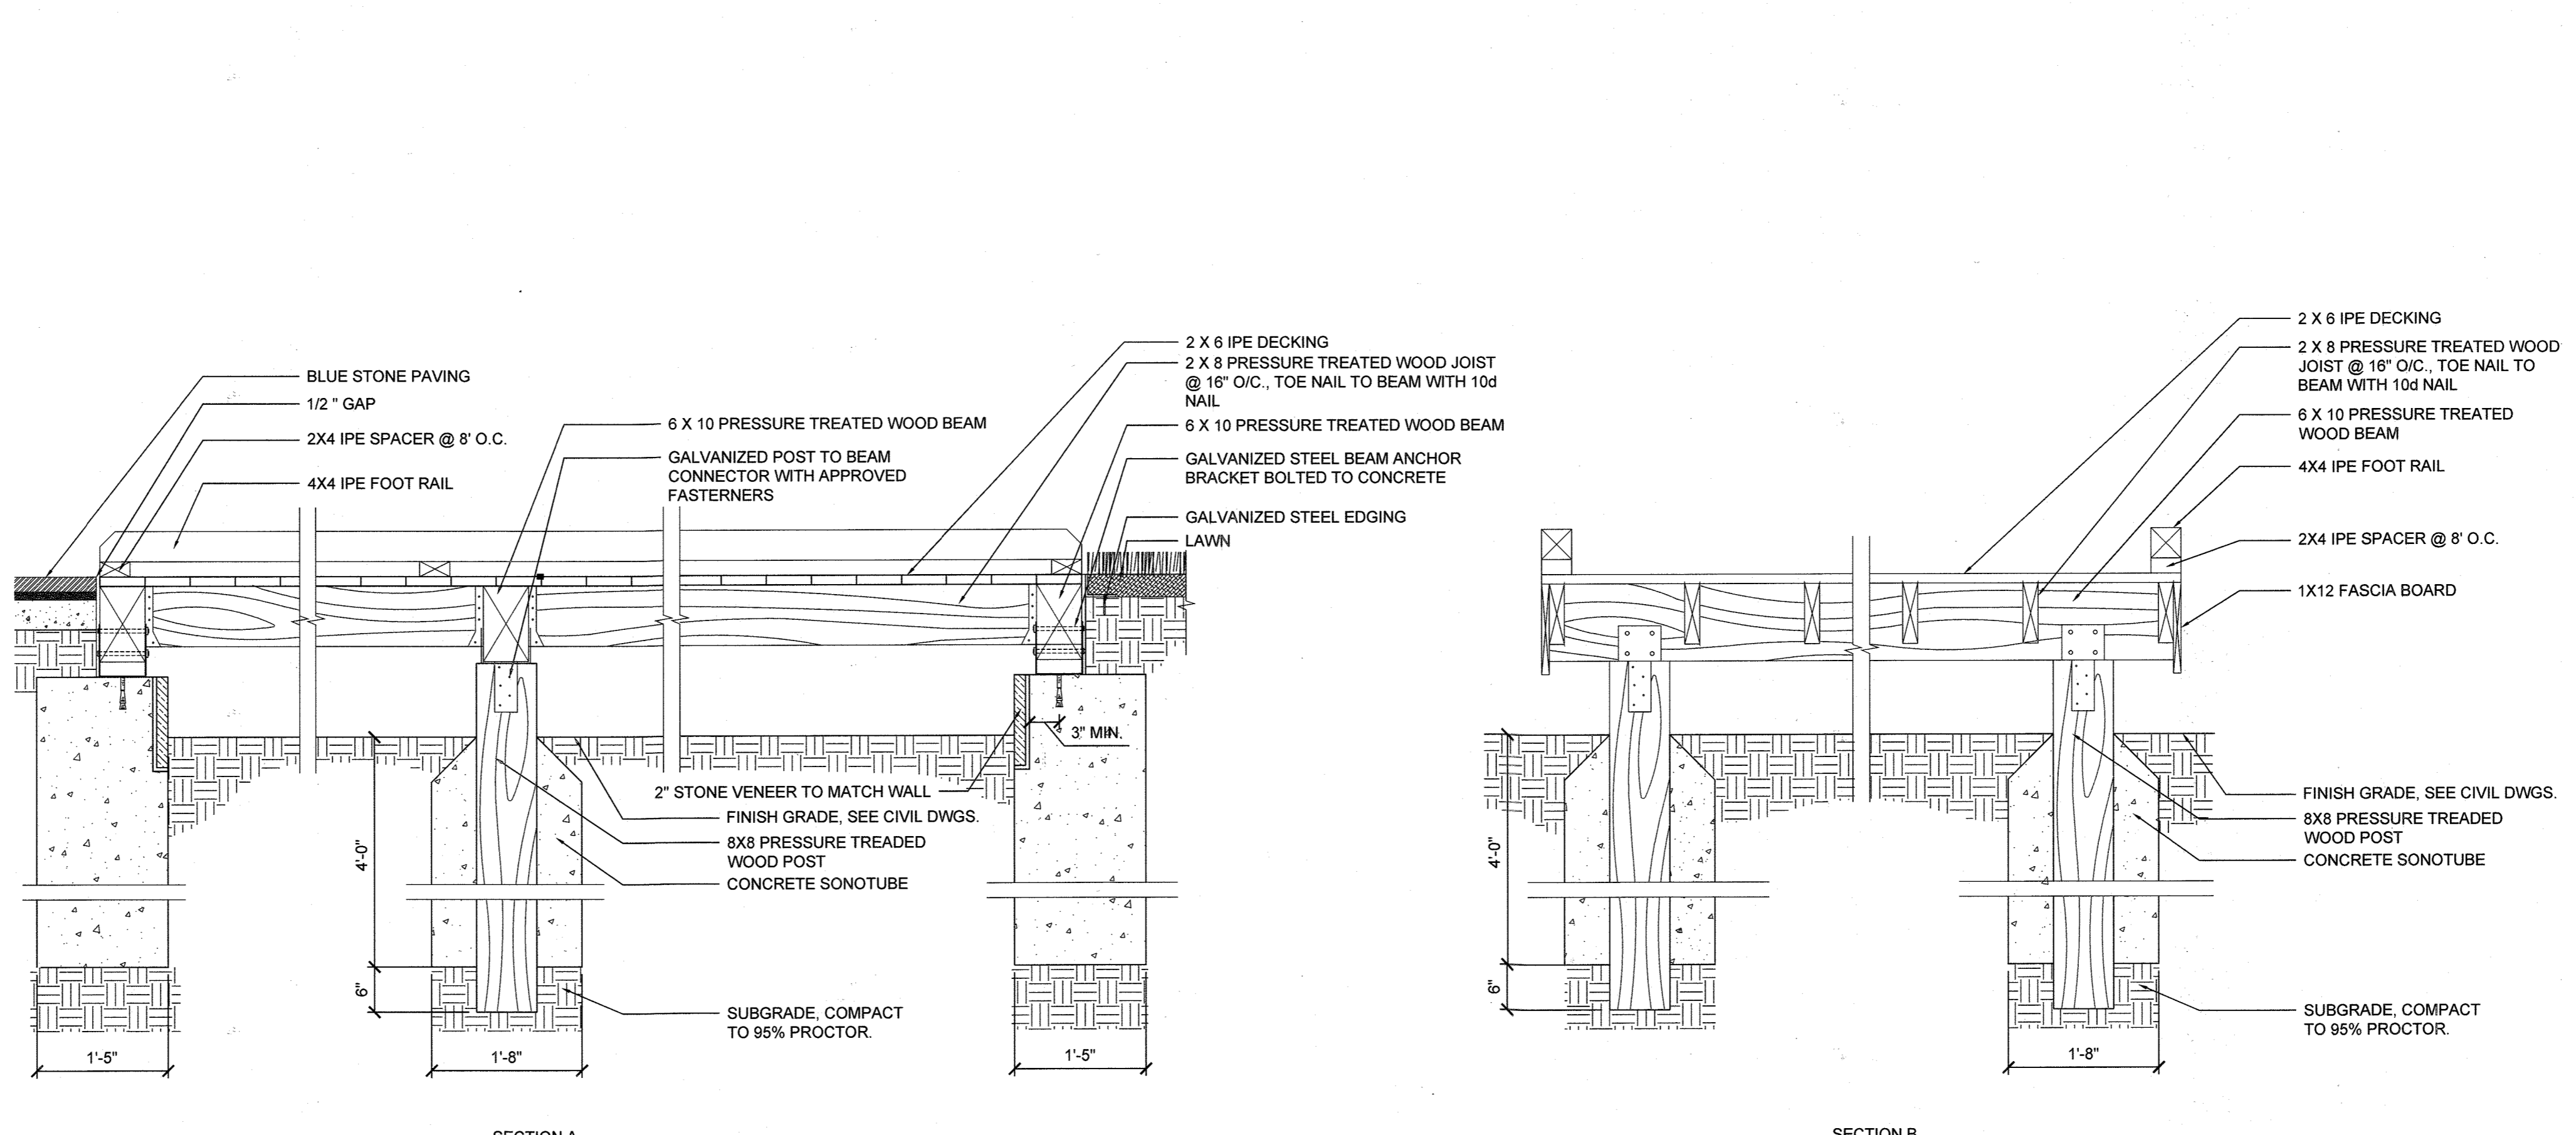 BLUE STONE PAVING
1/2 " GAP
2X4 IPE SPACER @ 8' O.C.
4X4 IPE FOOT RAIL
6 X 10 PRESSURE TREATED WOOD BEAM
GALVANIZED POST TO BEAM
CONNECTOR WITH APPROVED
FASTERNERS
2 X 6 IPE DECKING
2 X 8 PRESSURE TREATED WOOD JOIST
@ 16" O/C., TOE NAIL TO BEAM WITH 10d
NAIL
6 X 10 PRESSURE TREATED WOOD BEAM
GALVANIZED STEEL BEAM ANCHOR
BRACKET BOLTED TO CONCRETE
GALVANIZED STEEL EDGING
LAWN
3" MIN.
2" STONE VENEER TO MATCH WALL
FINISH GRADE, SEE CIVIL DWGS.
8X8 PRESSURE TREADED
WOOD POST
CONCRETE SONOTUBE
4'-0"
6"
SUBGRADE, COMPACT
TO 95% PROCTOR.
1'-5"
1'-8"
1'-5"
SECTION A
2 X 6 IPE DECKING
2 X 8 PRESSURE TREATED WOOD
JOIST @ 16" O/C., TOE NAIL TO
BEAM WITH 10d NAIL
6 X 10 PRESSURE TREATED
WOOD BEAM
4X4 IPE FOOT RAIL
2X4 IPE SPACER @ 8' O.C.
1X12 FASCIA BOARD
FINISH GRADE, SEE CIVIL DWGS.
8X8 PRESSURE TREADED
WOOD POST
CONCRETE SONOTUBE
4'-0"
6"
SUBGRADE, COMPACT
TO 95% PROCTOR.
1'-8"
SECTION B